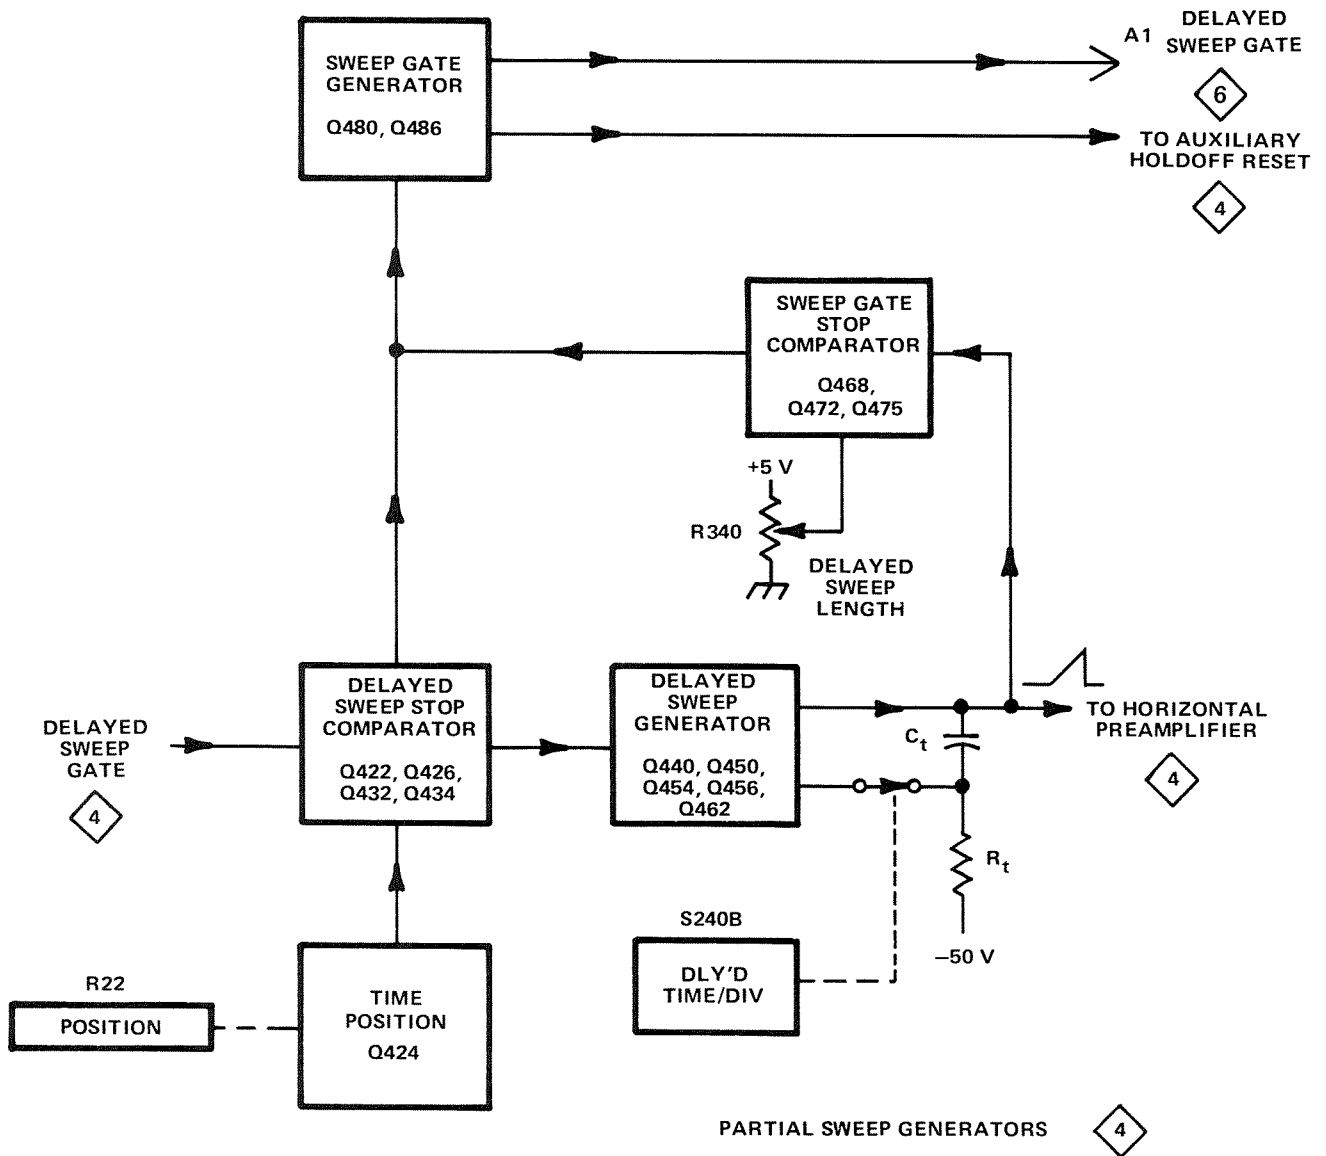 SWEEP GATE
GENERATOR
Q480, Q486
A1
DELAYED
SWEEP GATE
6
TO AUXILIARY
HOLDOFF RESET
4
SWEEP GATE
STOP
COMPARATOR
Q468,
Q472, Q475
+5 V
R340
DELAYED
SWEEP
LENGTH
DELAYED
SWEEP
GATE
4
DELAYED
SWEEP STOP
COMPARATOR
Q422, Q426,
Q432, Q434
DELAYED
SWEEP
GENERATOR
Q440, Q450,
Q454, Q456,
Q462
Ct
TO HORIZONTAL
PREAMPLIFIER
4
Rt
−50 V
S240B
DLY'D
TIME/DIV
R22
POSITION
TIME
POSITION
Q424
PARTIAL SWEEP GENERATORS 4